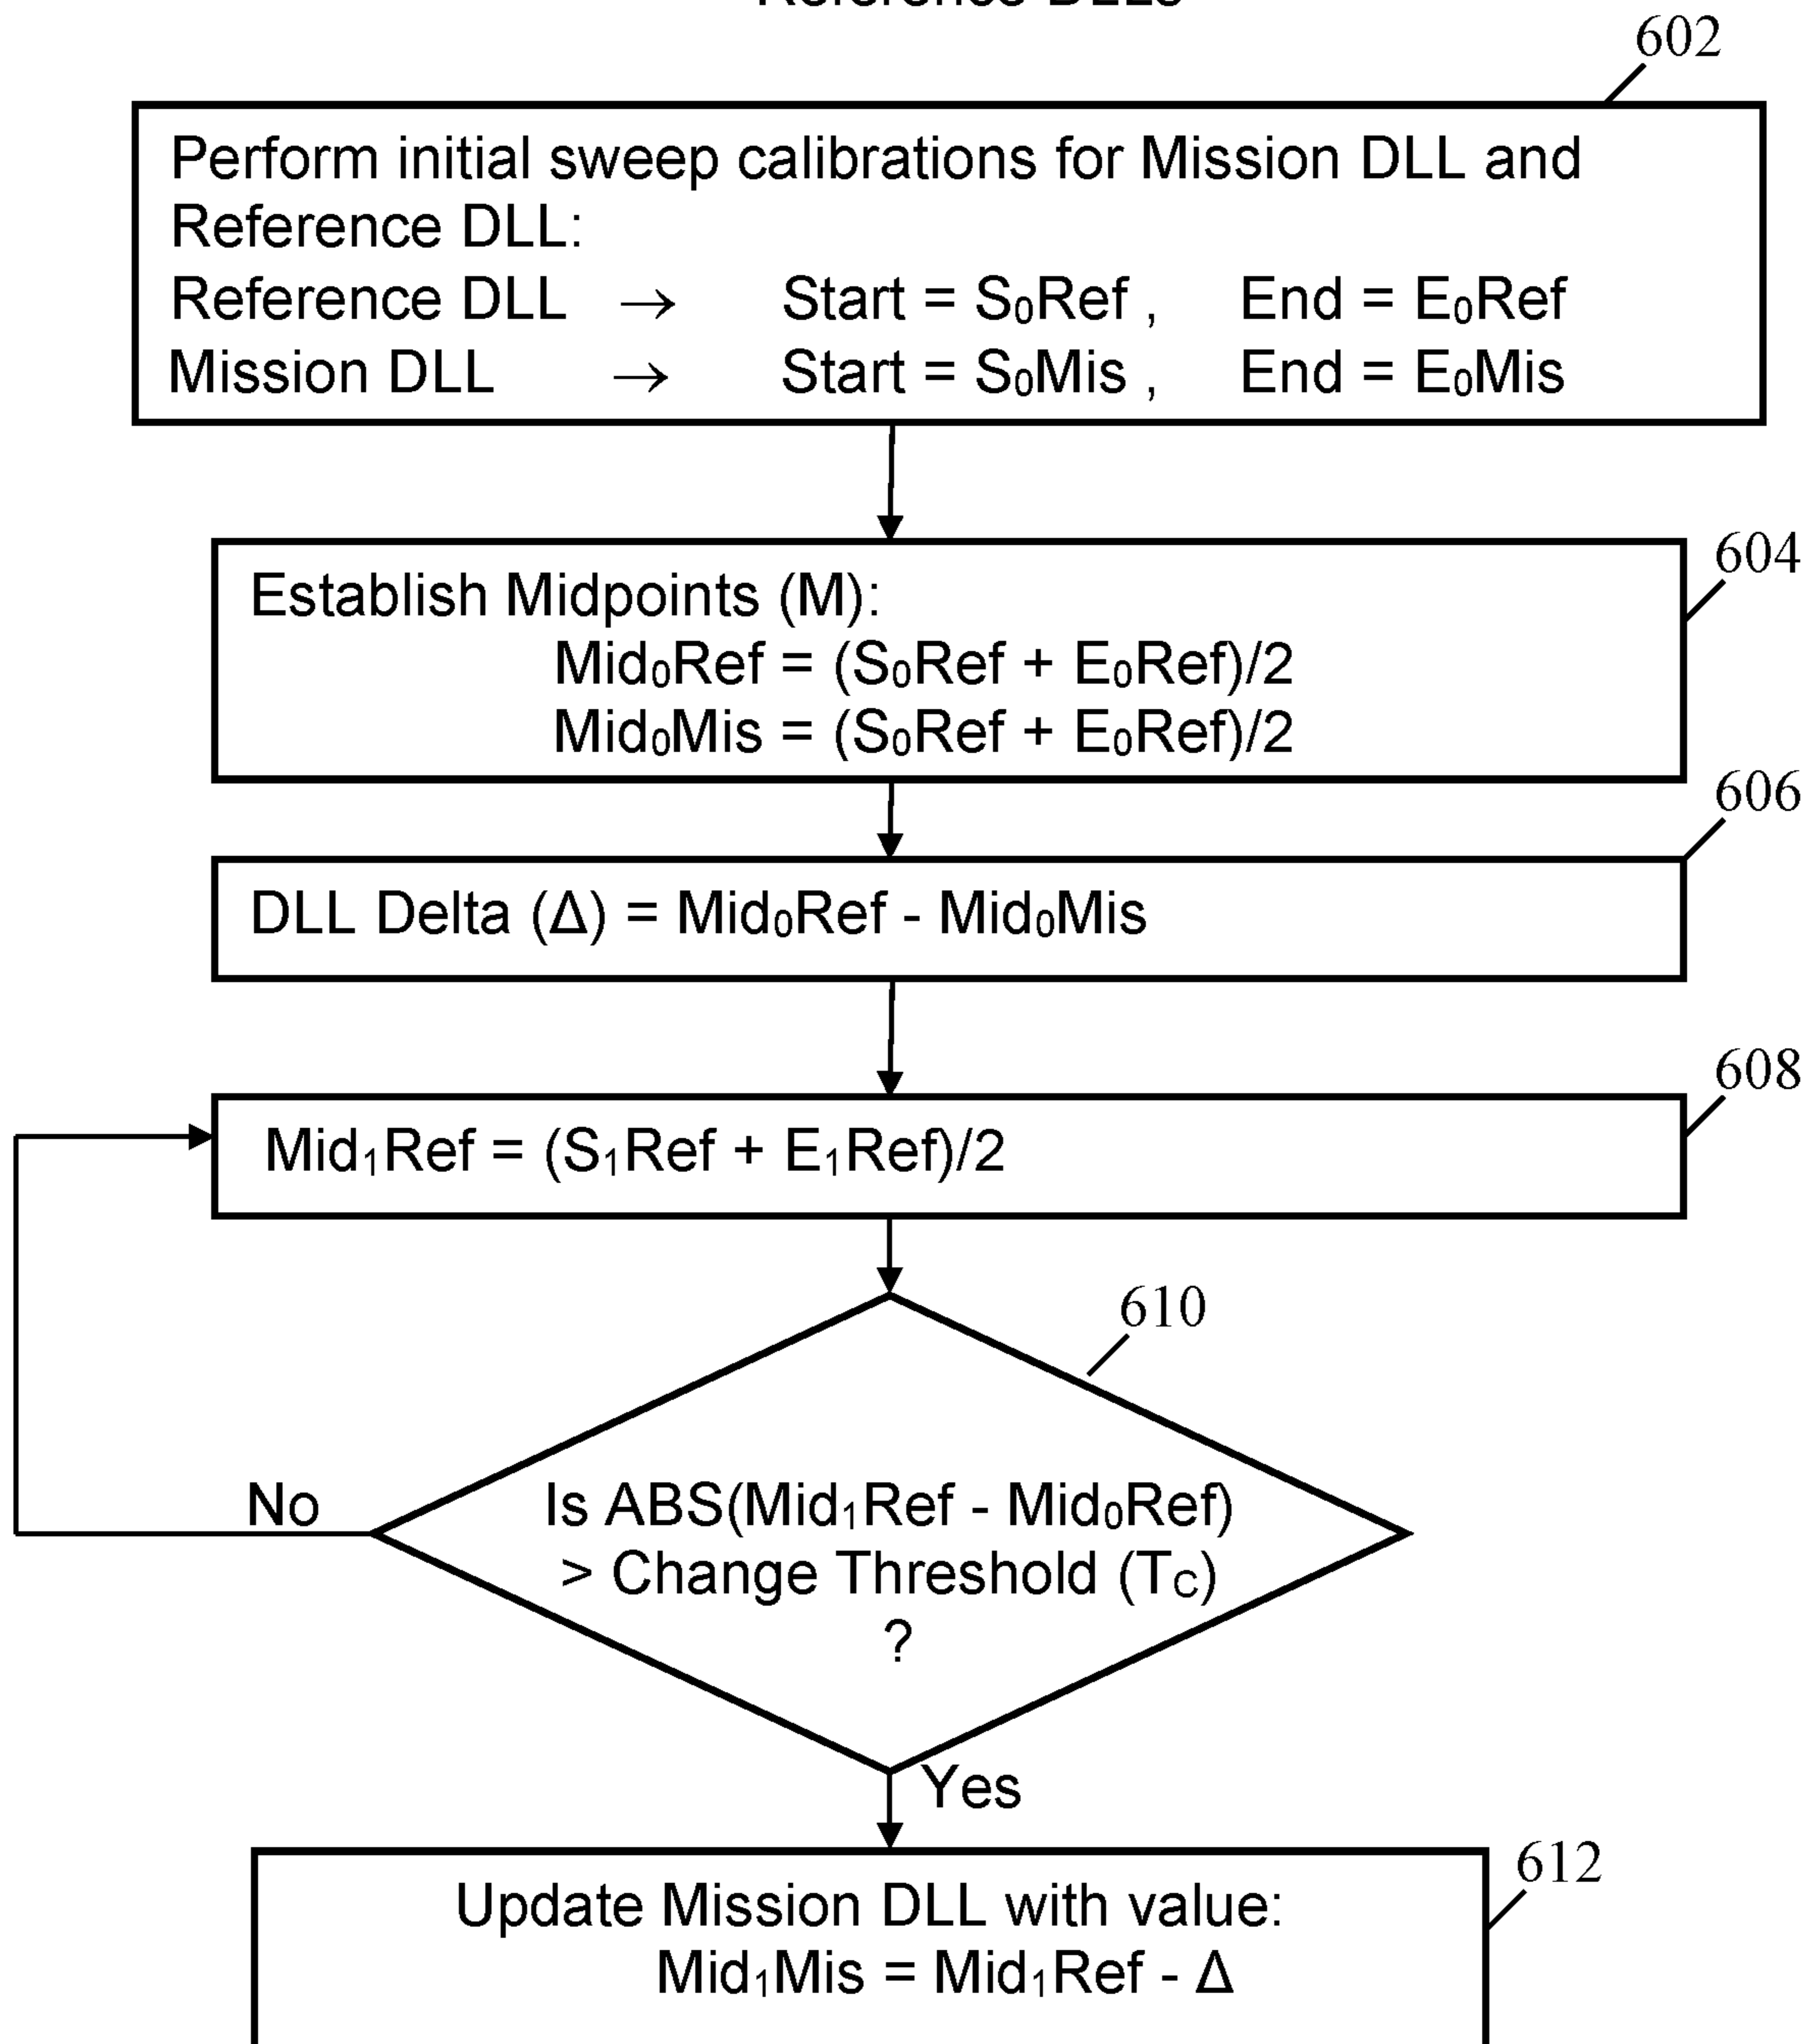 Reference DLLs
602
Perform initial sweep calibrations for Mission DLL and
Reference DLL:
Reference DLL → Start = S₀Ref , End = E₀Ref
Mission DLL → Start = S₀Mis , End = E₀Mis
604
Establish Midpoints (M):
Mid₀Ref = (S₀Ref + E₀Ref)/2
Mid₀Mis = (S₀Ref + E₀Ref)/2
606
DLL Delta (Δ) = Mid₀Ref - Mid₀Mis
608
Mid₁Ref = (S₁Ref + E₁Ref)/2
610
No
Is ABS(Mid₁Ref - Mid₀Ref)
> Change Threshold (T_C)
?
Yes
612
Update Mission DLL with value:
Mid₁Mis = Mid₁Ref - Δ